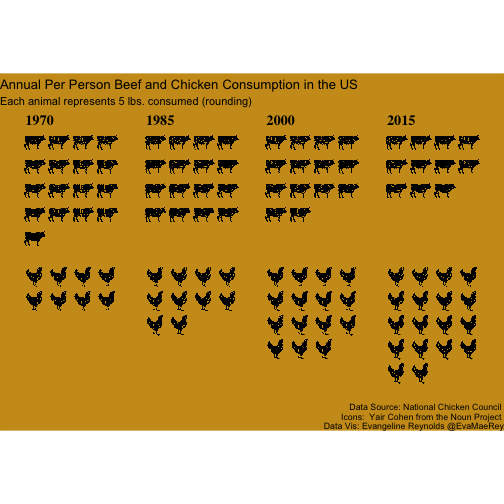 Annual Per Person Beef and Chicken Consumption in the US
Each animal represents 5 lbs. consumed (rounding)
1970 1985 2000 2015
Data Source: National Chicken Council
Icons:  Yair Cohen from the Noun Project
Data Vis: Evangeline Reynolds @EvaMaeRey